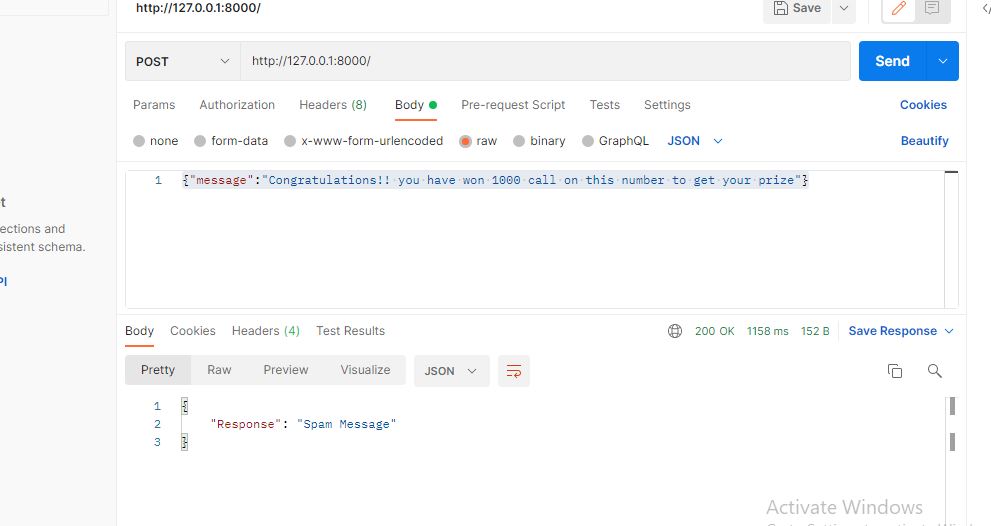 http://127.0.0.1:8000/
Save
POST
http://127.0.0.1:8000/
Send
Params Authorization Headers (8) Body Pre-request Script Tests Settings Cookies
none form-data x-www-form-urlencoded raw binary GraphQL JSON Beautify
1 {"message":"Congratulations!! you have won 1000 call on this number to get your prize"}
ections and
sistent schema.
Body Cookies Headers (4) Test Results 200 OK 1158 ms 152 B Save Response
Pretty Raw Preview Visualize JSON
1 {
2 "Response": "Spam Message"
3 }
Activate Windows